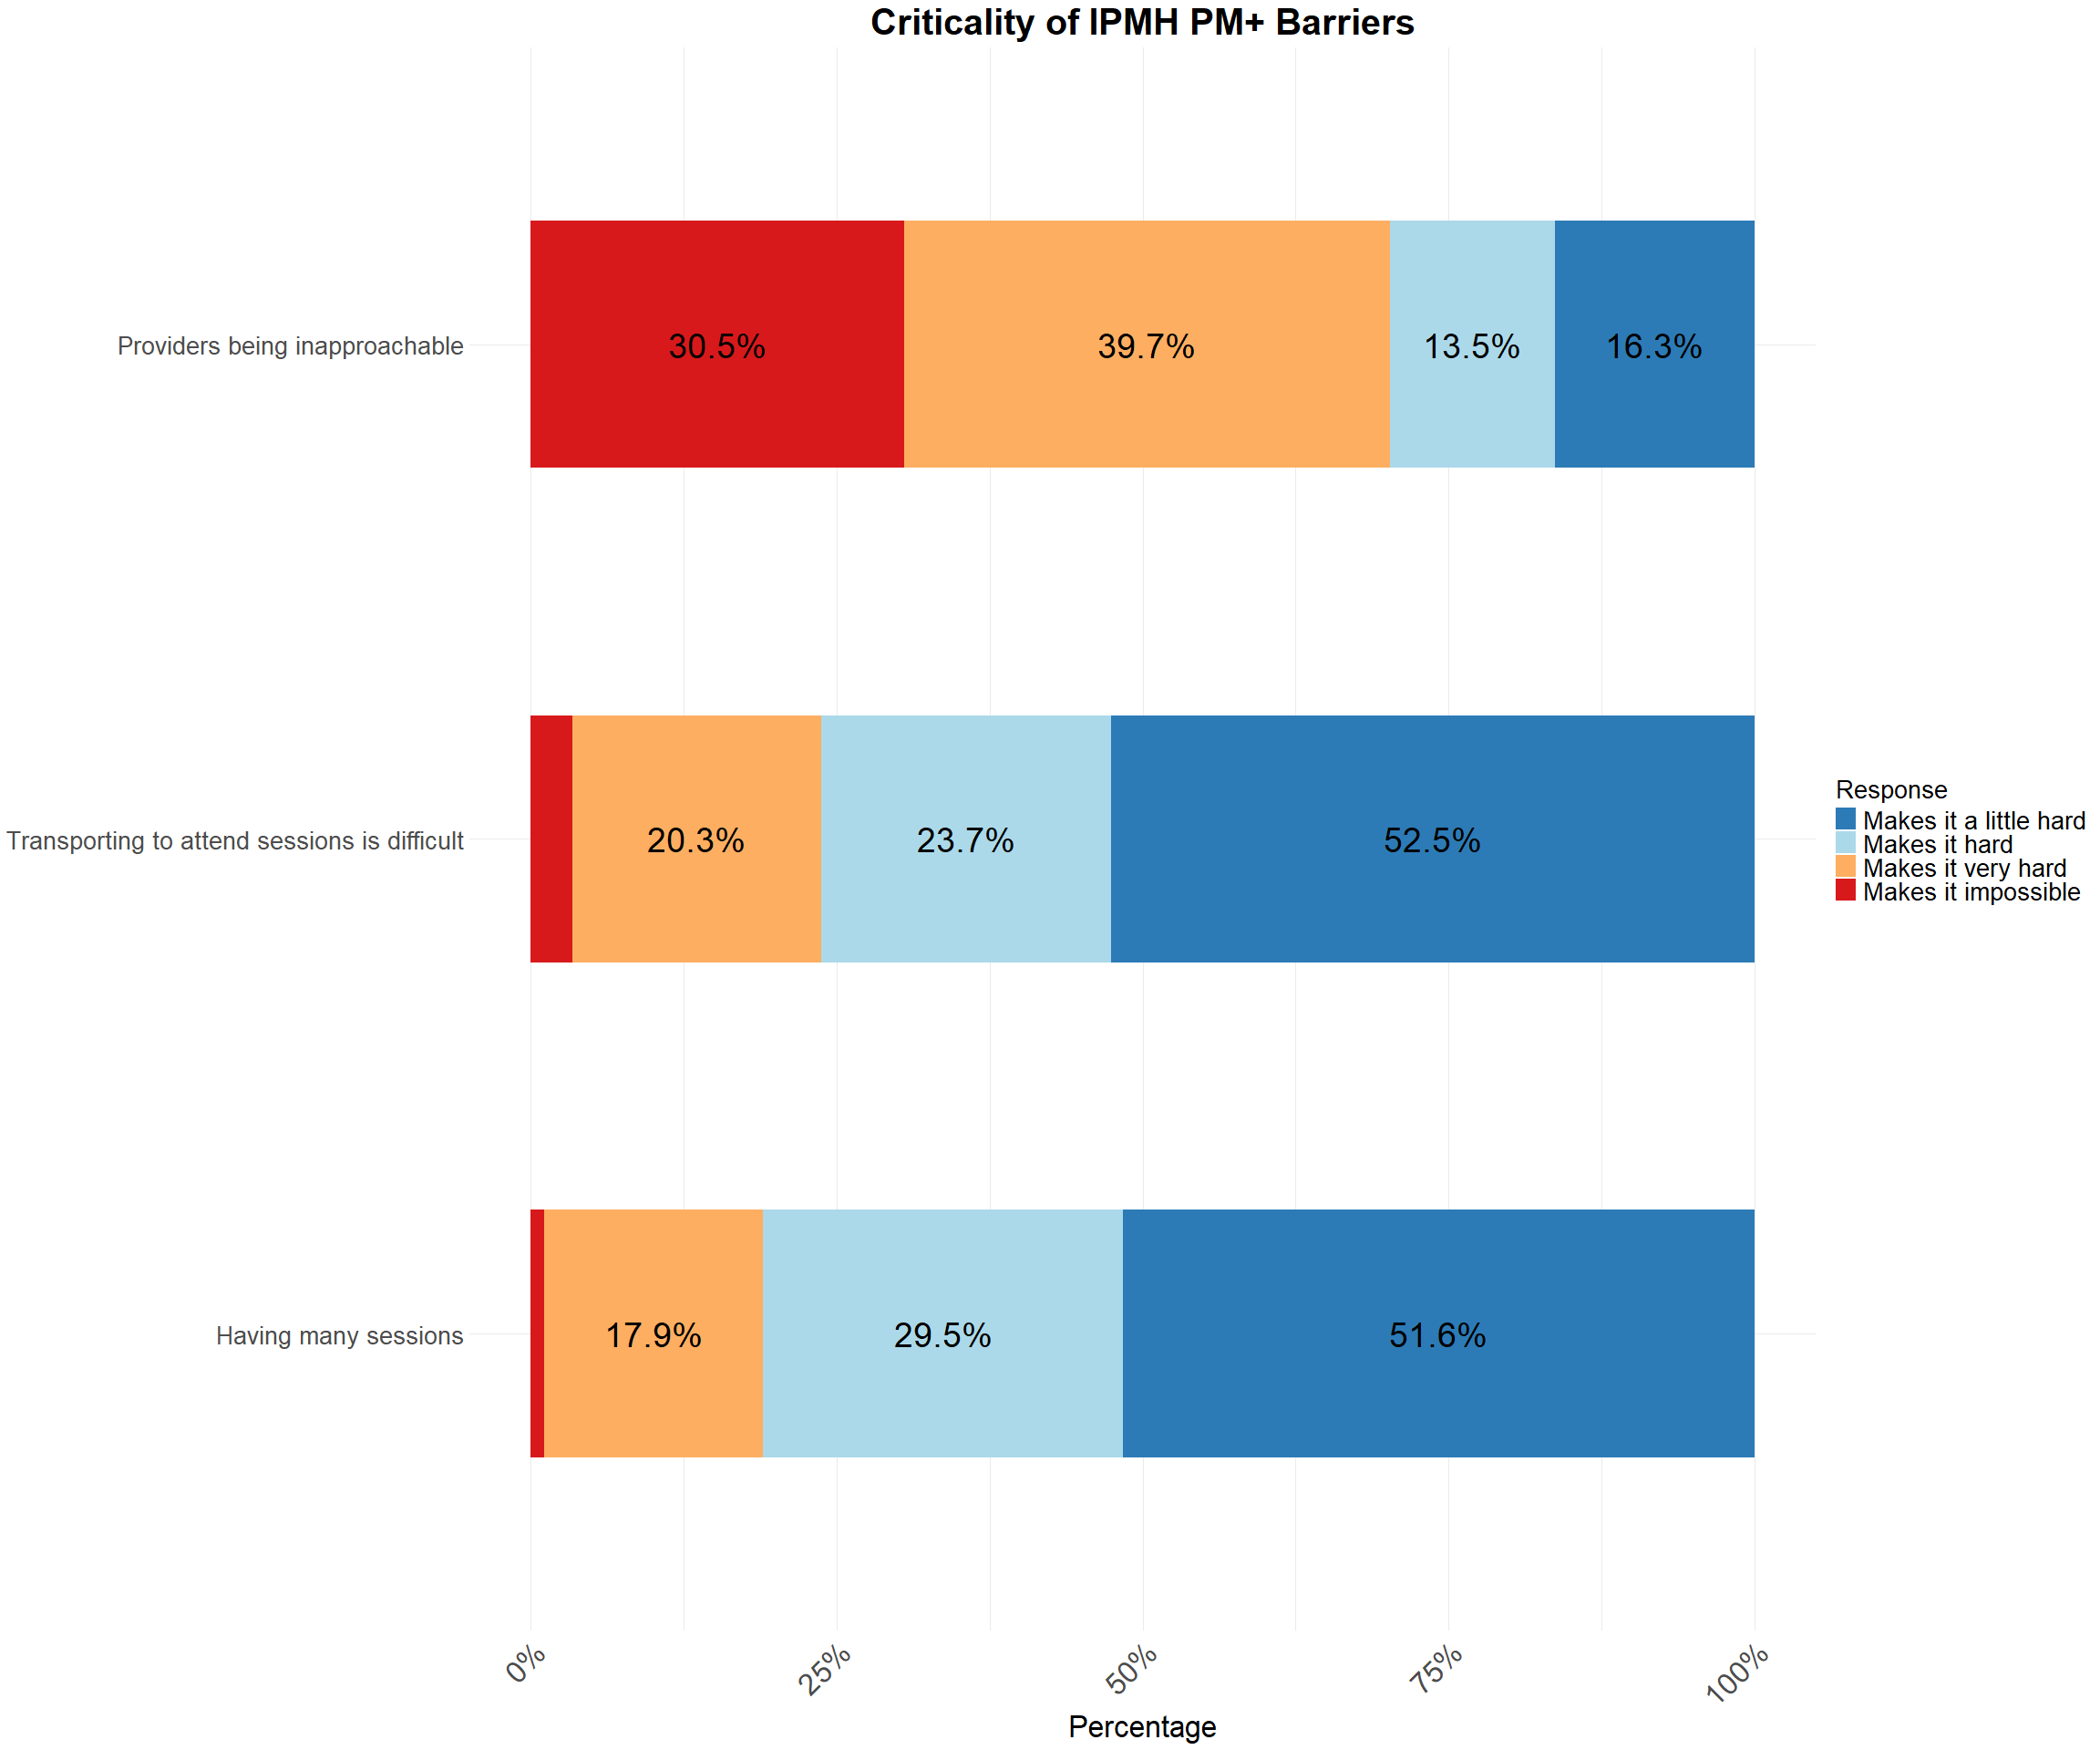 Criticality of IPMH PM+ Barriers
Providers being inapproachable
30.5%
39.7%
13.5%
16.3%
Transporting to attend sessions is difficult
20.3%
23.7%
52.5%
Having many sessions
17.9%
29.5%
51.6%
Response
Makes it a little hard
Makes it hard
Makes it very hard
Makes it impossible
0%
25%
50%
75%
100%
Percentage